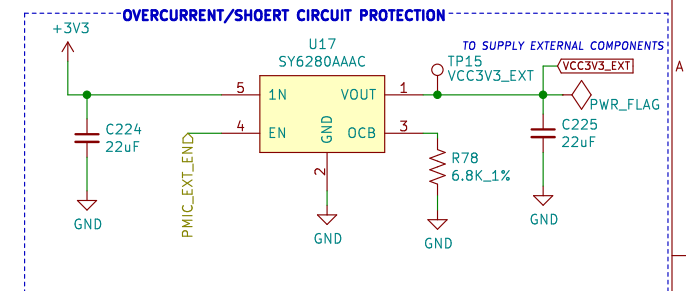 OVERCURRENT/SHOERT CIRCUIT PROTECTION
+3V3
TO SUPPLY EXTERNAL COMPONENTS
U17
SY6280AAAC
TP15
VCC3V3_EXT
VCC3V3_EXT
A
5
1N
VOUT
1
PWR_FLAG
C224
22uF
4
EN
GND
OCB
3
C225
22uF
PMIC_EXT_END
2
R78
6.8K_1%
GND
GND
GND
GND